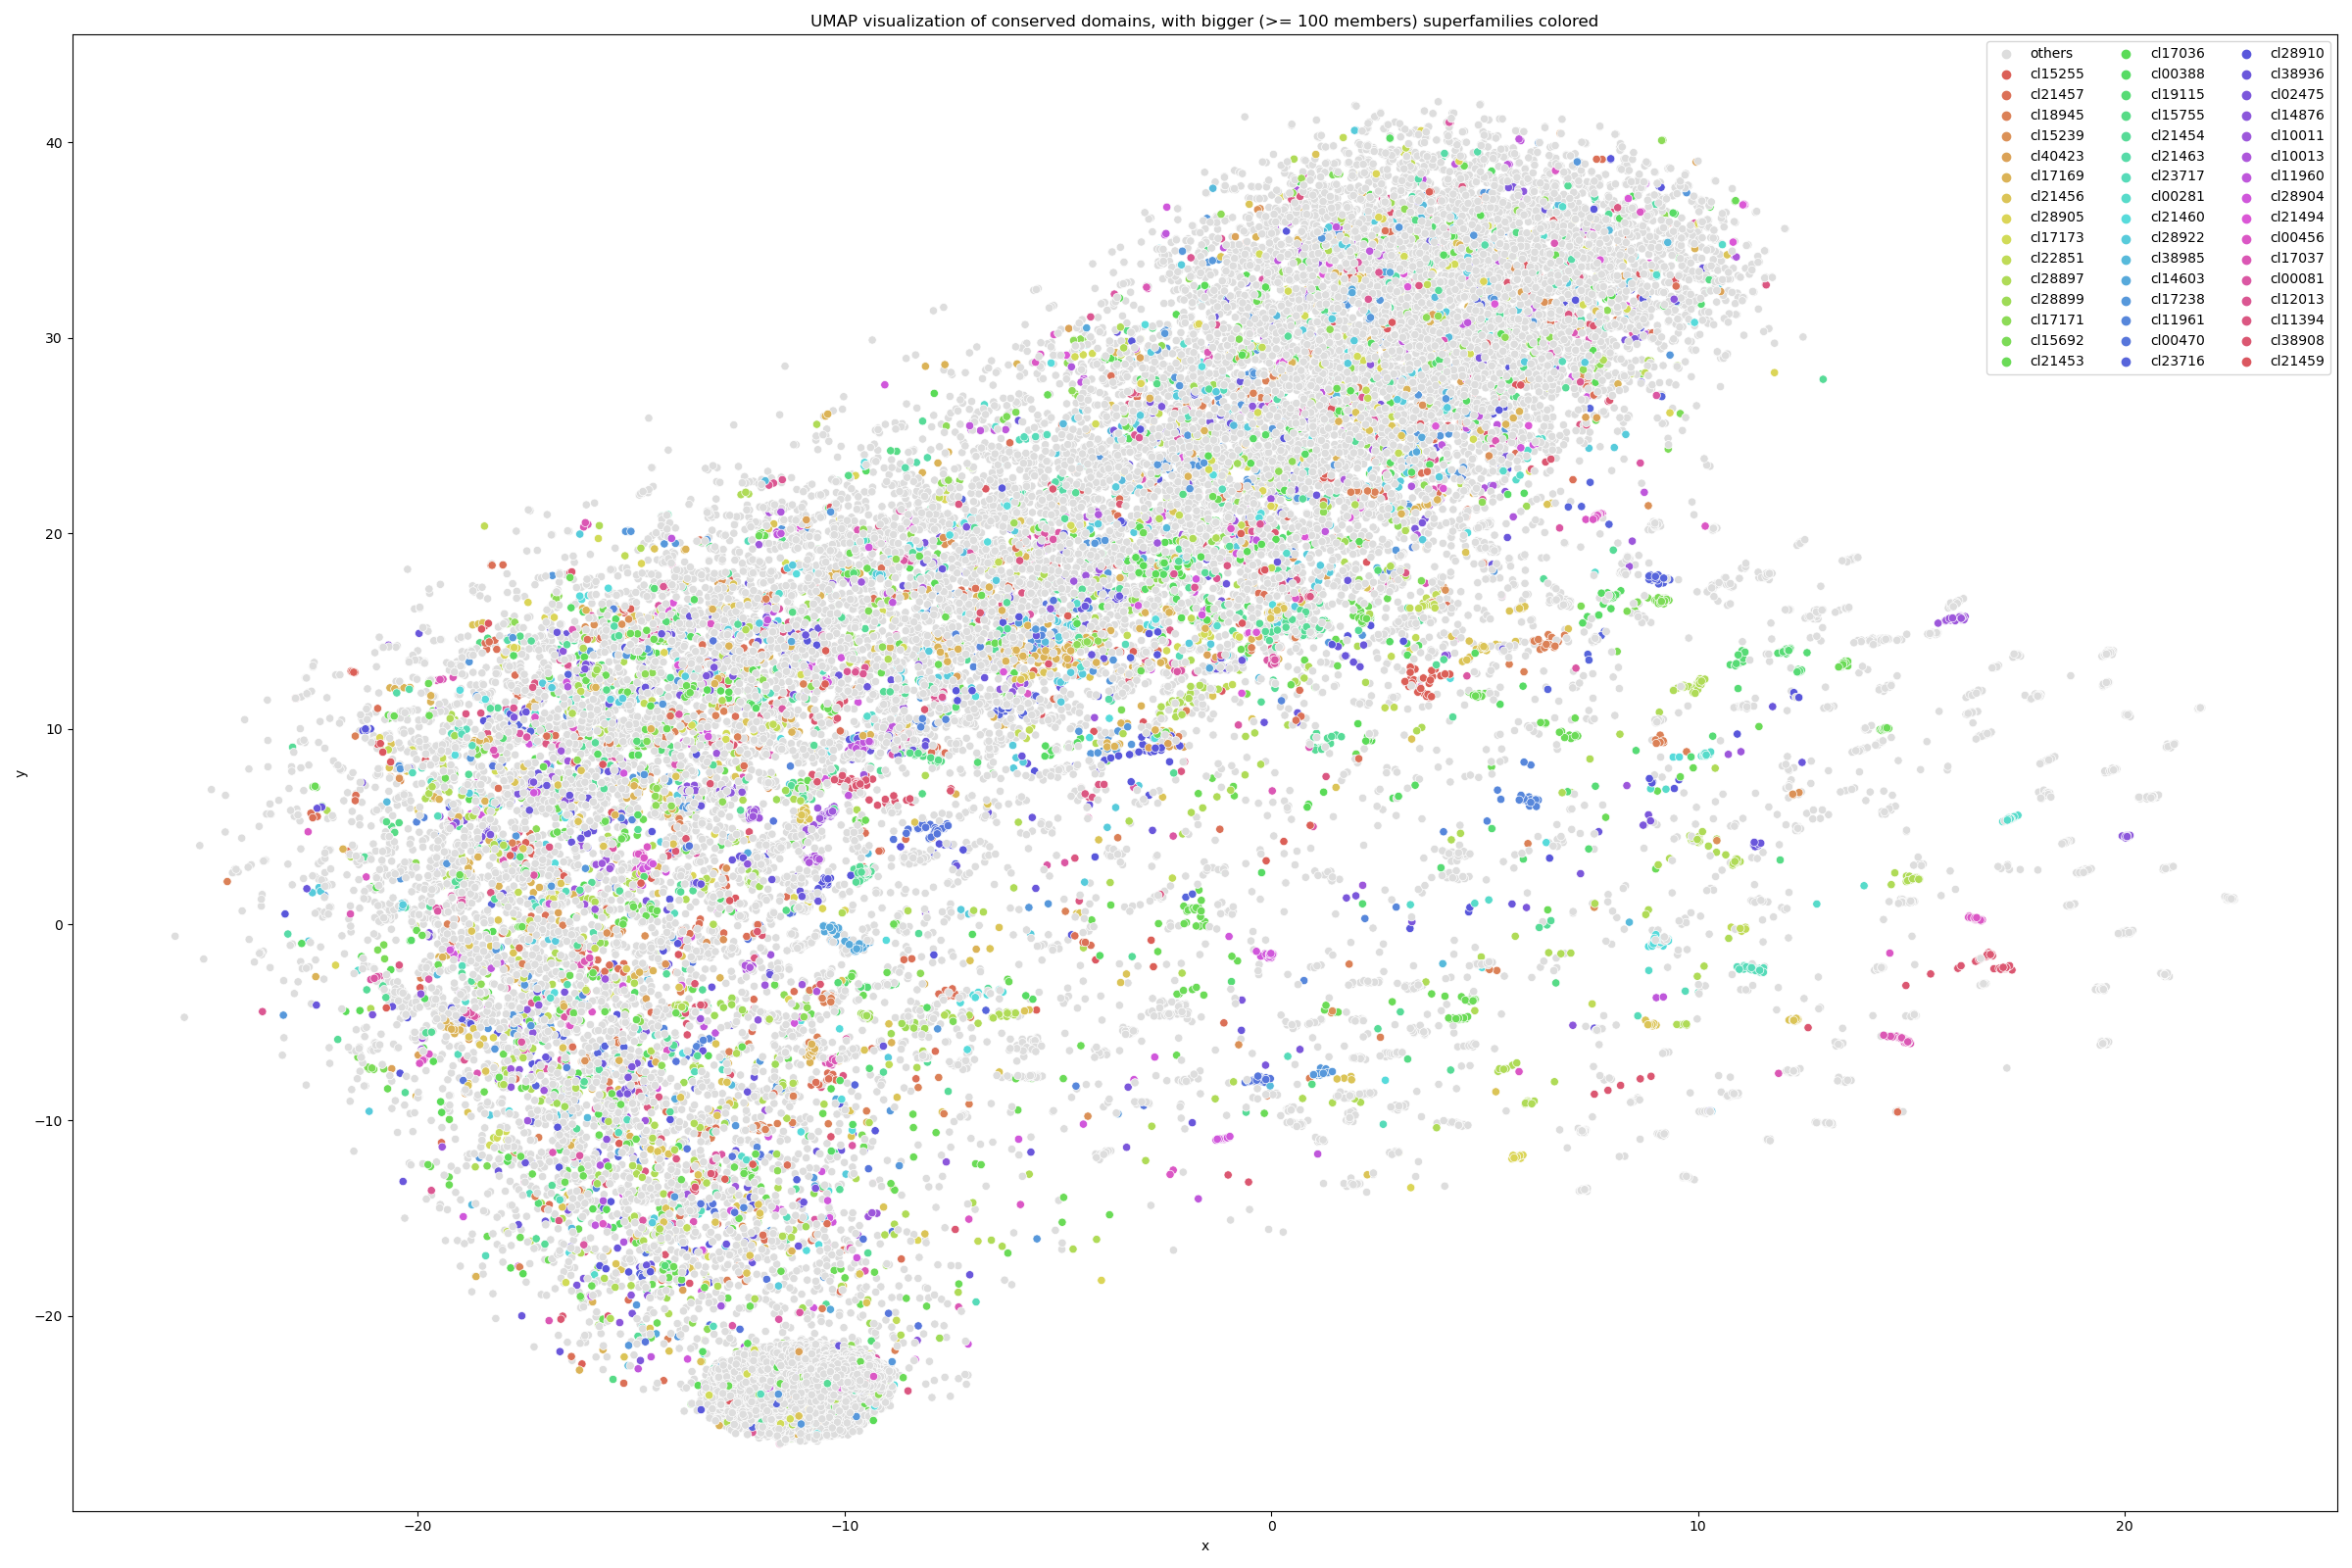 UMAP visualization of conserved domains, with bigger (>= 100 members) superfamilies colored
others
cl15255
cl21457
cl18945
cl15239
cl40423
cl17169
cl21456
cl28905
cl17173
cl22851
cl28897
cl28899
cl17171
cl15692
cl21453
cl17036
cl00388
cl19115
cl15755
cl21454
cl21463
cl23717
cl00281
cl21460
cl28922
cl38985
cl14603
cl17238
cl11961
cl00470
cl23716
cl28910
cl38936
cl02475
cl14876
cl10011
cl10013
cl11960
cl28904
cl21494
cl00456
cl17037
cl00081
cl12013
cl11394
cl38908
cl21459
40
30
20
10
0
−10
−20
y
−20
−10
0
10
20
x